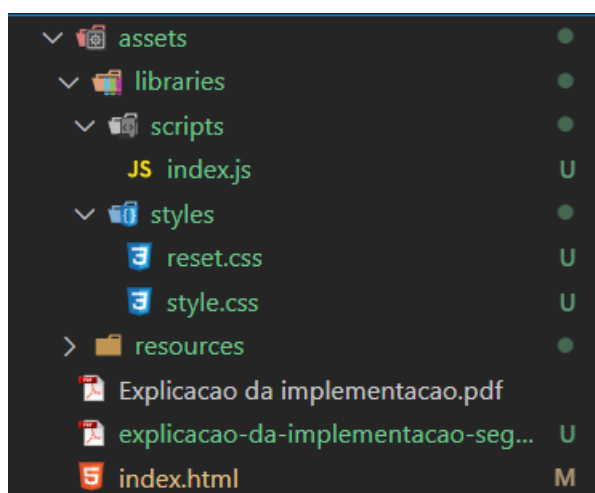 assets
libraries
scripts
JS index.js U
styles
reset.css U
style.css U
resources
Explicacao da implementacao.pdf
explicacao-da-implementacao-seg... U
index.html M